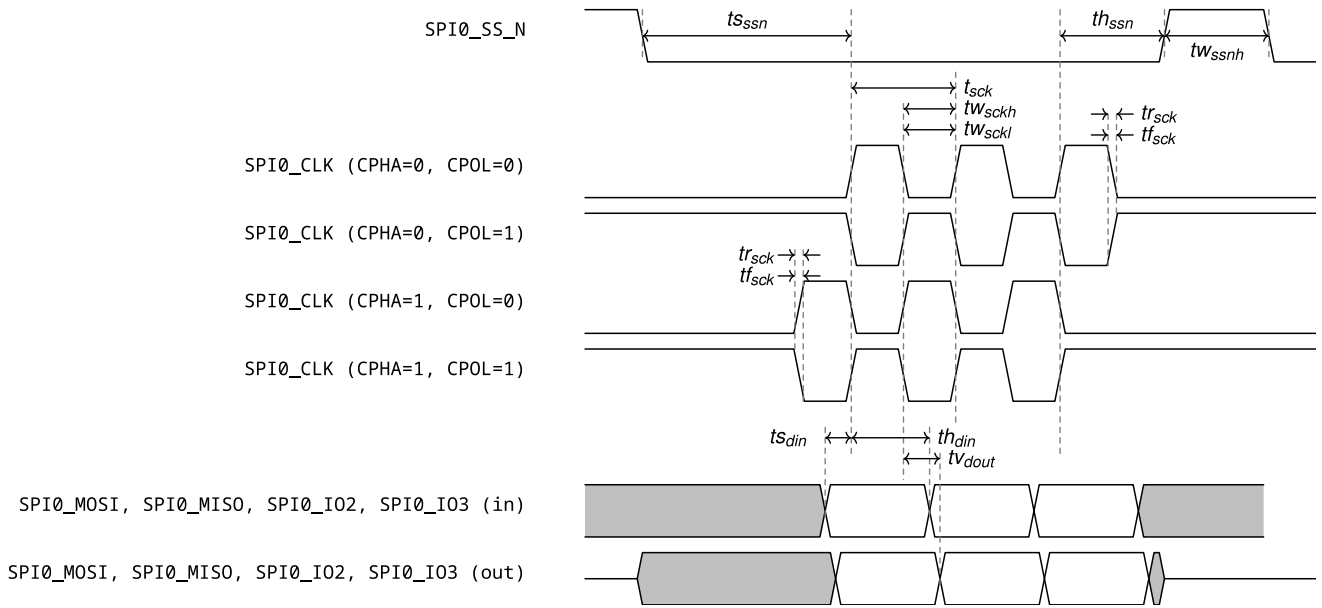 SPI0_SS_N
ts_ssn
th_ssn
tw_ssnh
t_sck
tw_sckh
tw_sckl
tr_sck
tf_sck
SPI0_CLK (CPHA=0, CPOL=0)
SPI0_CLK (CPHA=0, CPOL=1)
tr_sck
tf_sck
SPI0_CLK (CPHA=1, CPOL=0)
SPI0_CLK (CPHA=1, CPOL=1)
ts_din
th_din
tv_dout
SPI0_MOSI, SPI0_MISO, SPI0_IO2, SPI0_IO3 (in)
SPI0_MOSI, SPI0_MISO, SPI0_IO2, SPI0_IO3 (out)